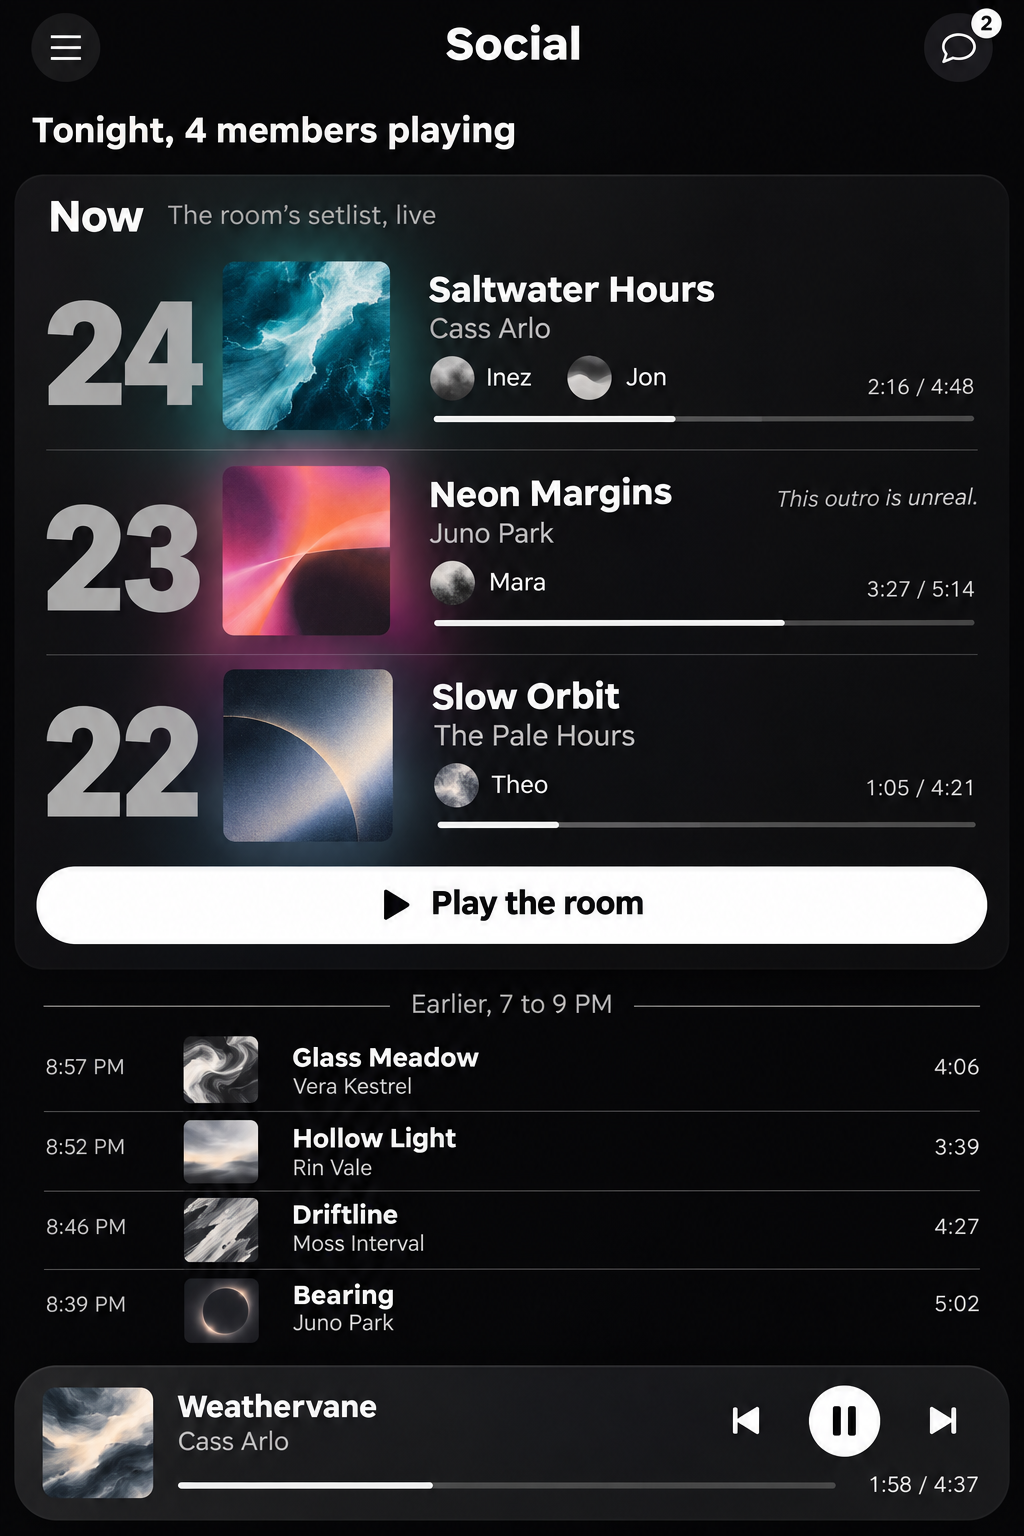 Social
2
Tonight, 4 members playing
Now
The room's setlist, live
24
Saltwater Hours
Cass Arlo
Inez
Jon
2:16 / 4:48
23
Neon Margins
This outro is unreal.
Juno Park
Mara
3:27 / 5:14
22
Slow Orbit
The Pale Hours
Theo
1:05 / 4:21
Play the room
Earlier, 7 to 9 PM
8:57 PM
Glass Meadow
Vera Kestrel
4:06
8:52 PM
Hollow Light
Rin Vale
3:39
8:46 PM
Driftline
Moss Interval
4:27
8:39 PM
Bearing
Juno Park
5:02
Weathervane
Cass Arlo
1:58 / 4:37